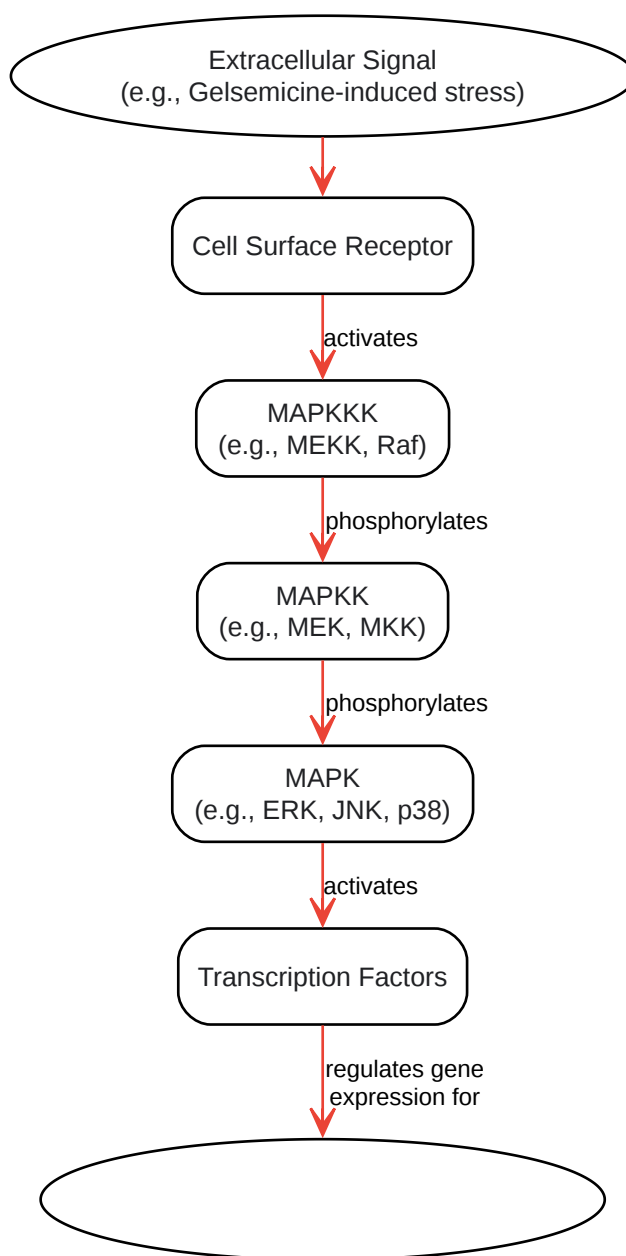 Extracellular Signal
(e.g., Gelsemicine-induced stress)
Cell Surface Receptor
activates
MAPKKK
(e.g., MEKK, Raf)
phosphorylates
MAPKK
(e.g., MEK, MKK)
phosphorylates
MAPK
(e.g., ERK, JNK, p38)
activates
Transcription Factors
regulates gene
expression for